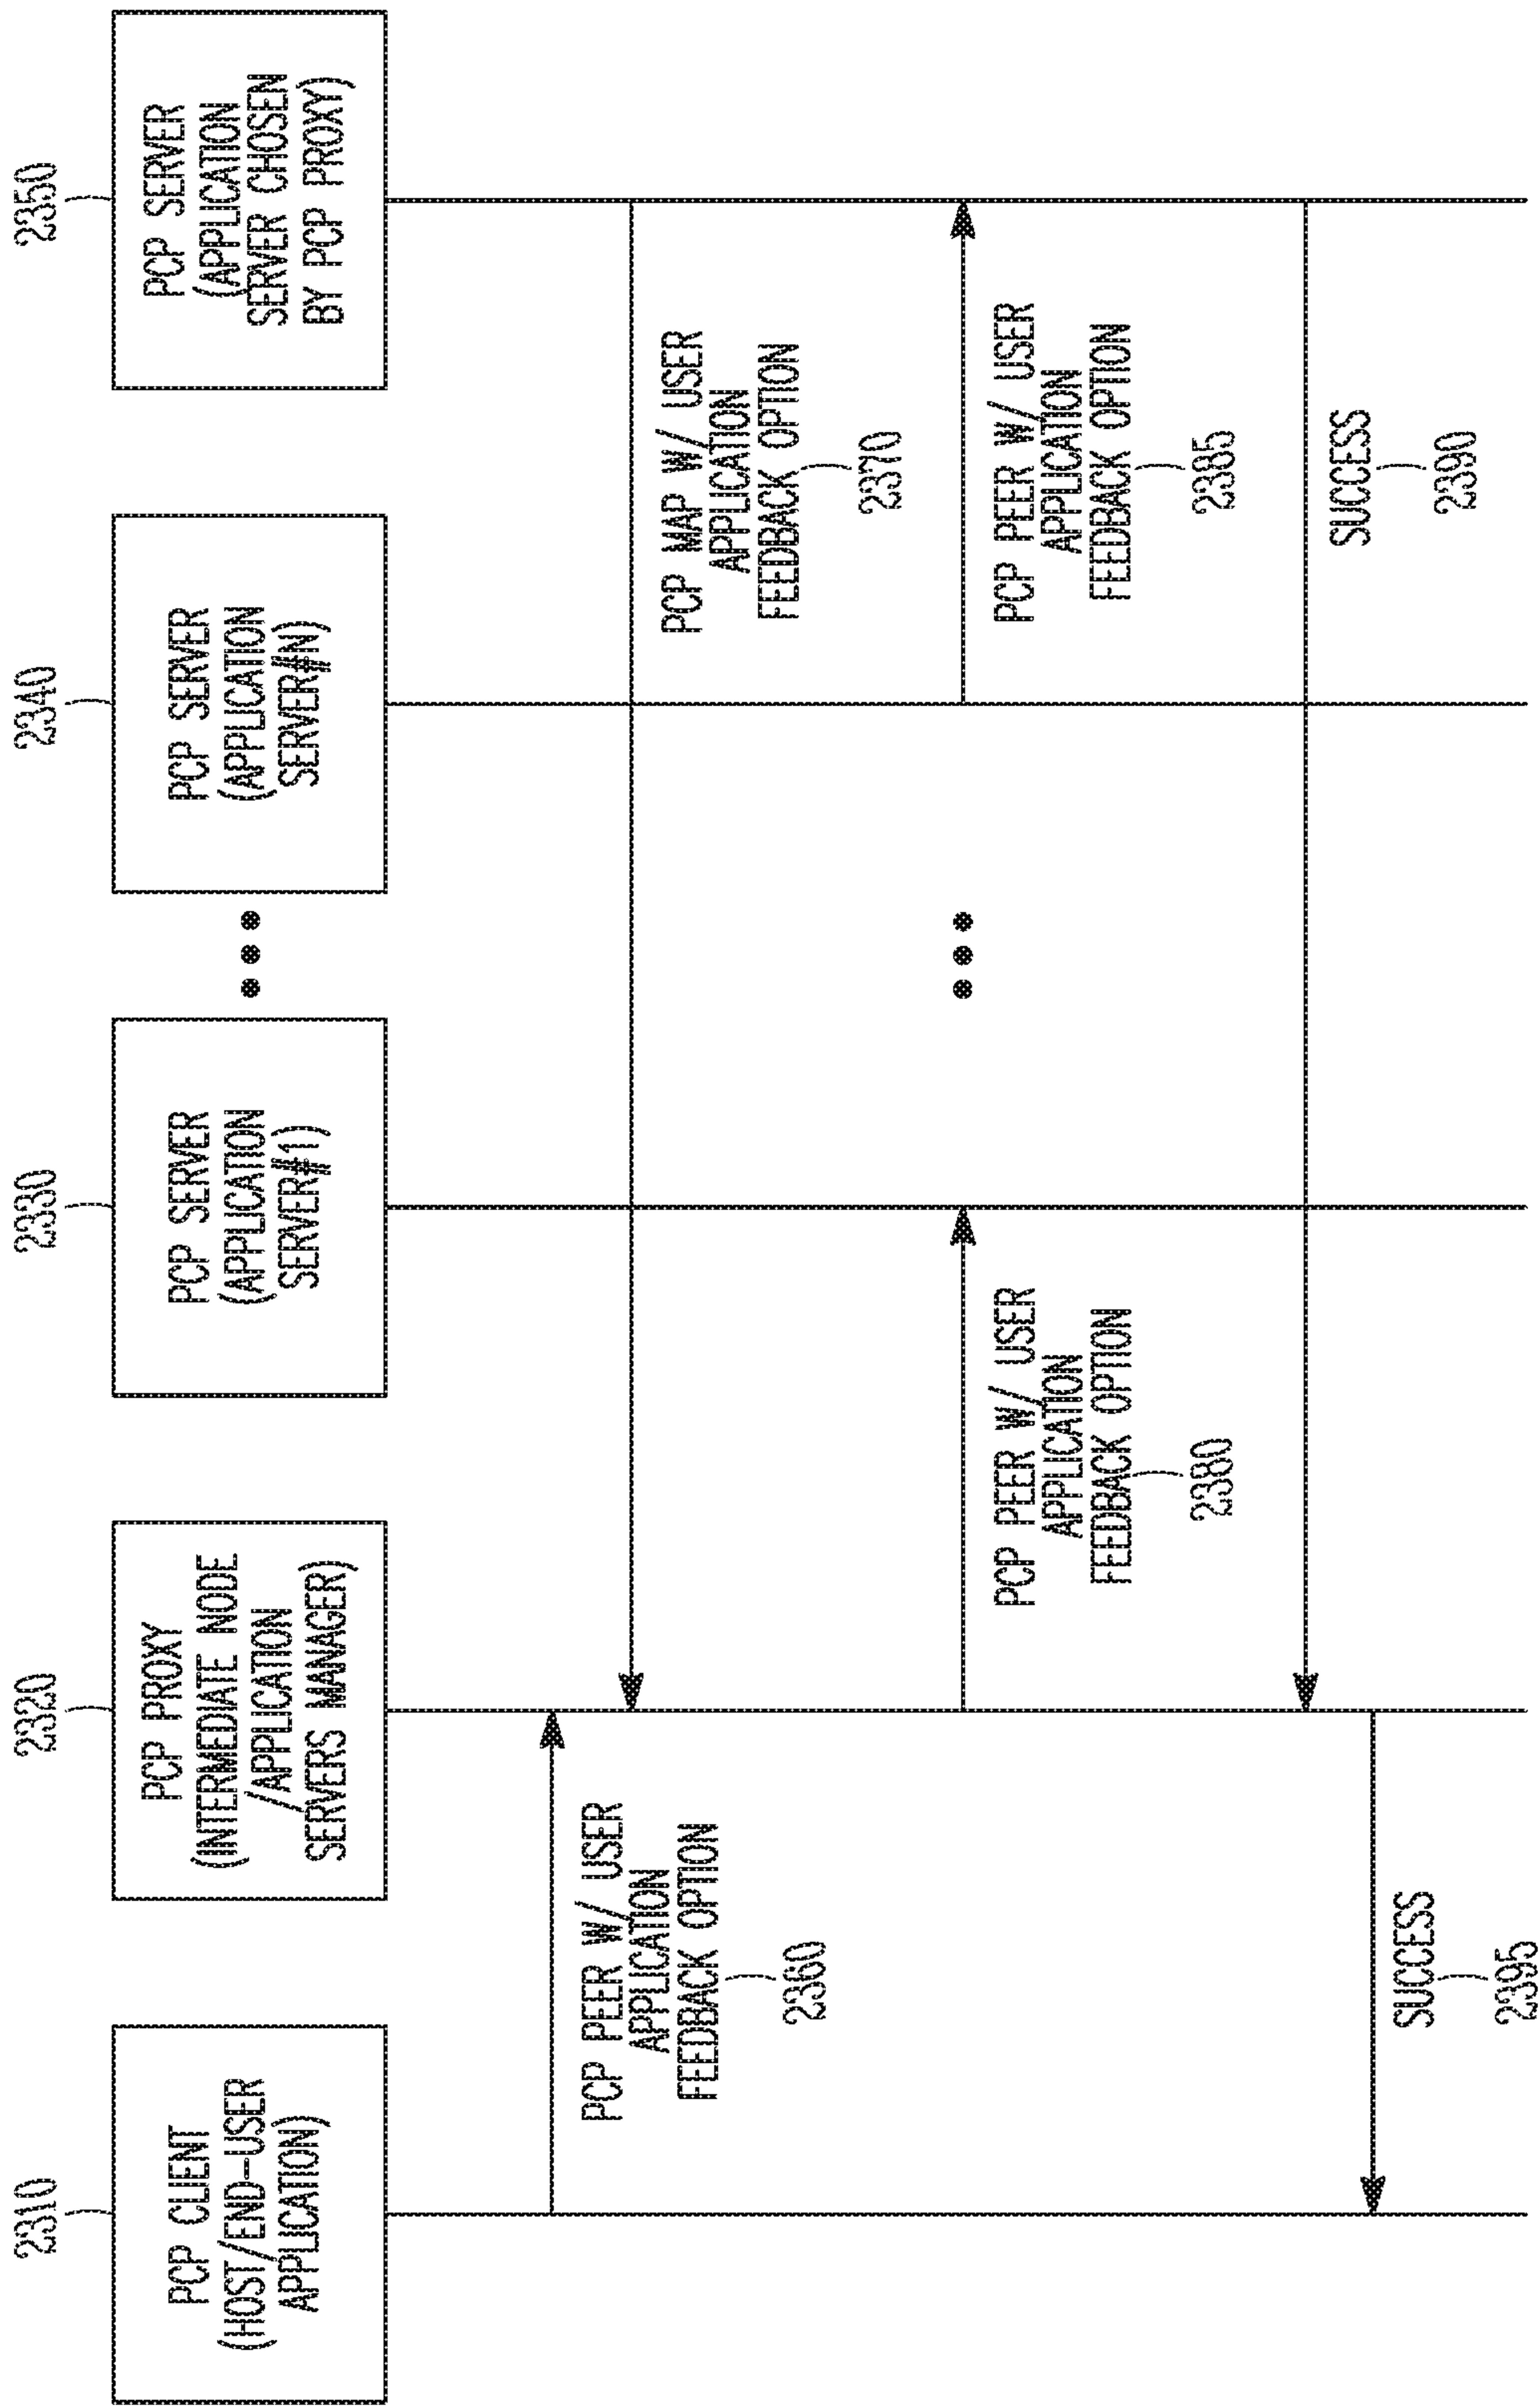 2310
PCP CLIENT
(HOST/END-USER
APPLICATION)
2320
PCP PROXY
(INTERMEDIATE NODE
/APPLICATION
SERVERS MANAGER)
2330
PCP SERVER
(APPLICATION
SERVER#1)
2340
PCP SERVER
(APPLICATION
SERVER#N)
2350
PCP SERVER
(APPLICATION
SERVER CHOSEN
BY PCP PROXY)
PCP PEER W/ USER
APPLICATION
FEEDBACK OPTION
2360
PCP MAP W/ USER
APPLICATION
FEEDBACK OPTION
2370
PCP PEER W/ USER
APPLICATION
FEEDBACK OPTION
2380
PCP PEER W/ USER
APPLICATION
FEEDBACK OPTION
2385
SUCCESS
2390
SUCCESS
2395